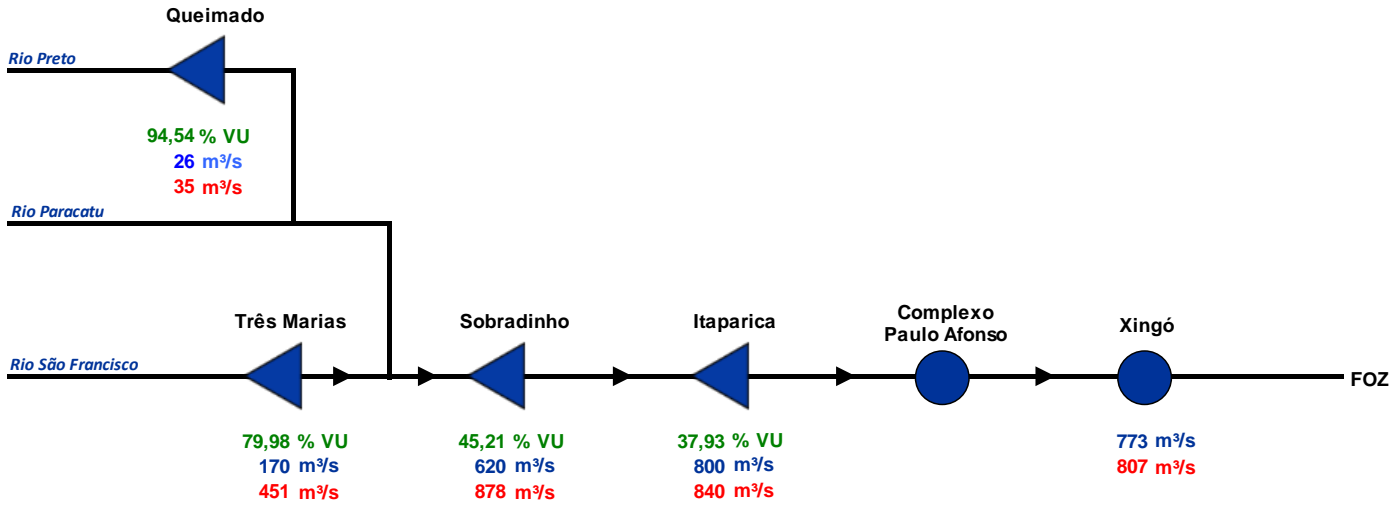 Queimado
Rio Preto
94,54 % VU
26 m³/s
35 m³/s
Rio Paracatu
Três Marias
Sobradinho
Itaparica
Complexo
Paulo Afonso
Xingó
Rio São Francisco
FOZ
79,98 % VU
170 m³/s
451 m³/s
45,21 % VU
620 m³/s
878 m³/s
37,93 % VU
800 m³/s
840 m³/s
773 m³/s
807 m³/s